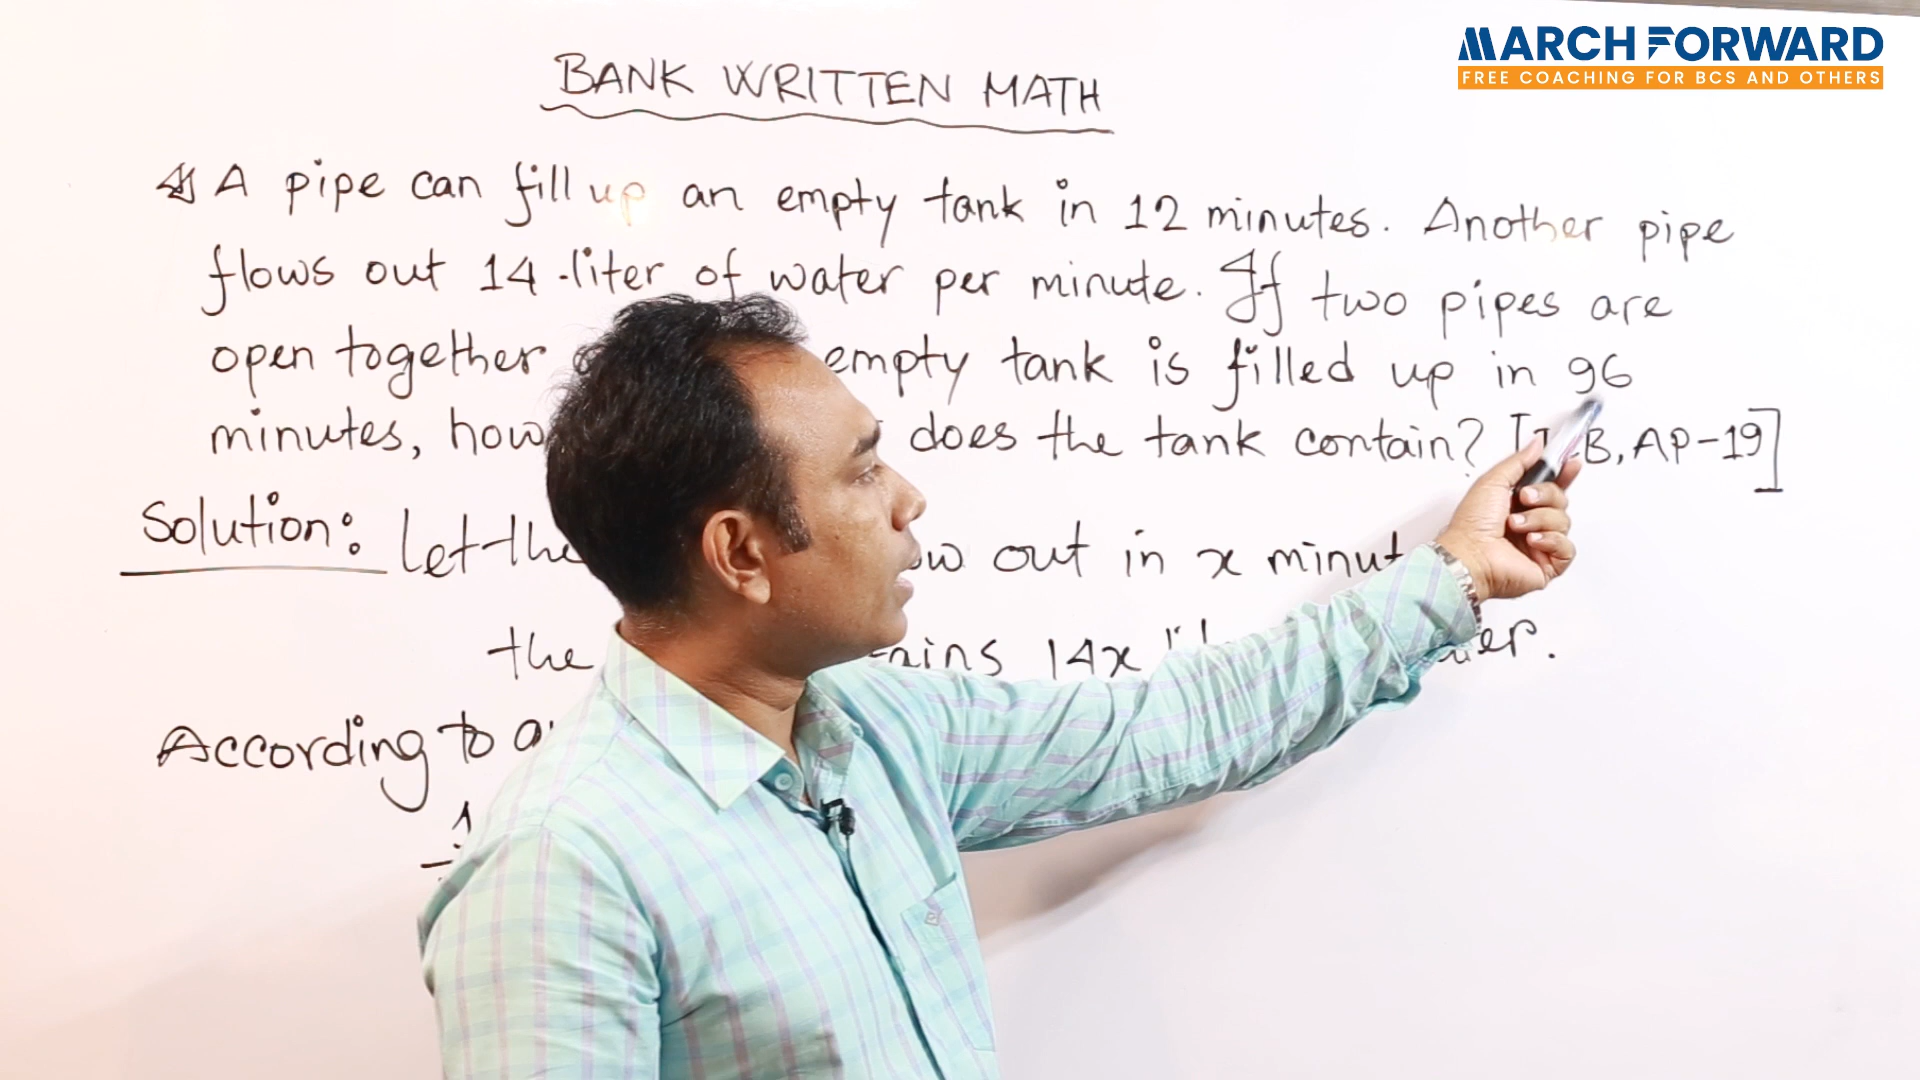 MARCH FORWARD
FREE COACHING FOR BCS AND OTHERS
BANK WRITTEN MATH
A pipe can fill up an empty tank in 12 minutes. Another pipe
flows out 14 liter of water per minute. If two pipes are
open together empty tank is filled up in 96
minutes, how does the tank contain? B, AP-19]
Solution: Let the out in x minut
the 14x
According to
1